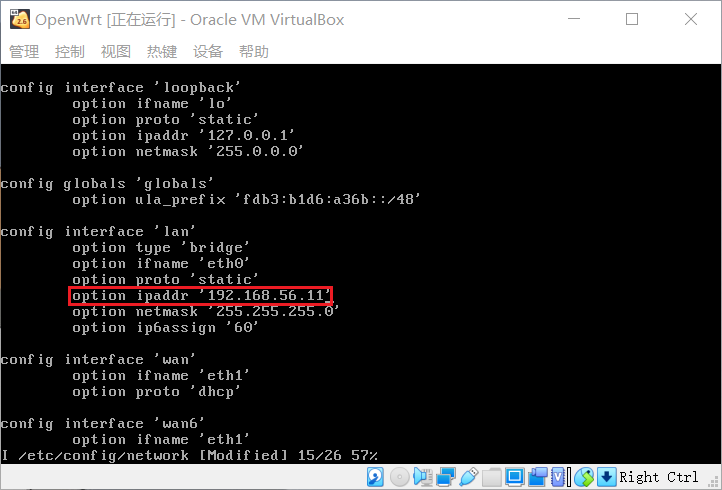 OpenWrt [正在运行] - Oracle VM VirtualBox
管理 控制 视图 热键 设备 帮助
config interface 'loopback'
        option ifname 'lo'
        option proto 'static'
        option ipaddr '127.0.0.1'
        option netmask '255.0.0.0'

config globals 'globals'
        option ula_prefix 'fdb3:b1d6:a36b::/48'

config interface 'lan'
        option type 'bridge'
        option ifname 'eth0'
        option proto 'static'
        option ipaddr '192.168.56.11'
        option netmask '255.255.255.0'
        option ip6assign '60'

config interface 'wan'
        option ifname 'eth1'
        option proto 'dhcp'

config interface 'wan6'
        option ifname 'eth1'
I /etc/config/network [Modified] 15/26 57%
Right Ctrl